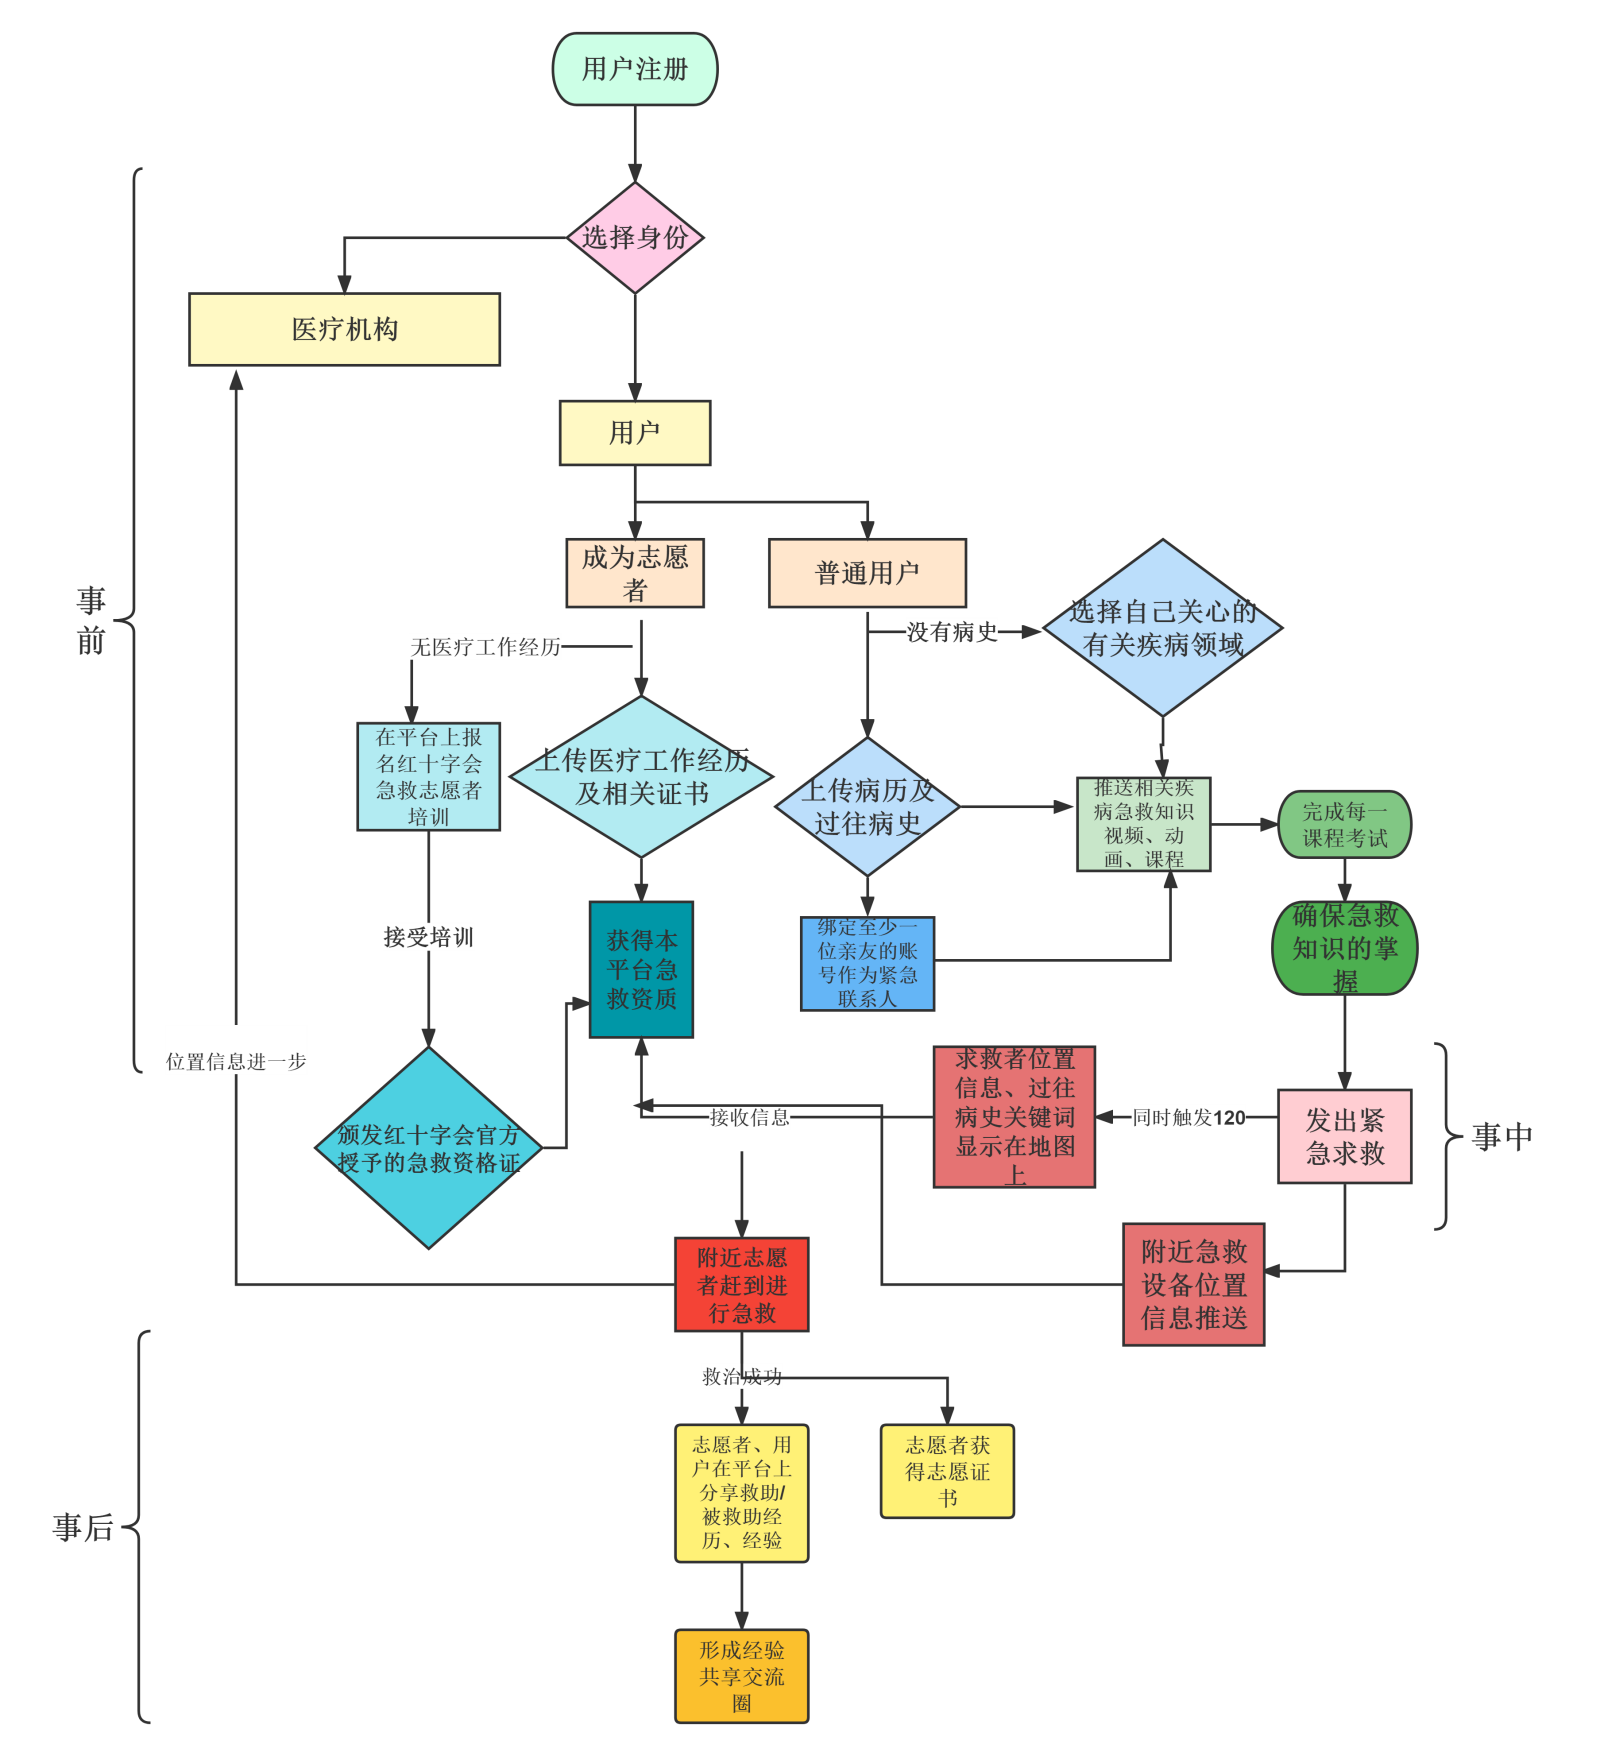 用户注册
选择身份
医疗机构
用户
成为志愿
者
普通用户
选择自己关心的
有关疾病领域
事
前
没有病史
无医疗工作经历
在平台上报
名红十字会
急救志愿者
培训
上传医疗工作经历
及相关证书
上传病历及
过往病史
推送相关疾
病急救知识
视频、动
画、课程
完成每一
课程考试
接受培训
获得本
平台急
救资质
绑定至少一
位亲友的账
号作为紧急
联系人
确保急救
知识的掌
握
位置信息进一步
颁发红十字会官方
授予的急救资格证
接收信息
求救者位置
信息、过往
病史关键词
显示在地图
上
同时触发120
发出紧
急求救
事中
附近志愿
者赶到进
行急救
附近急救
设备位置
信息推送
救治成功
事后
志愿者、用
户在平台上
分享救助/
被救助经
历、经验
志愿者获
得志愿证
书
形成经验
共享交流
圈